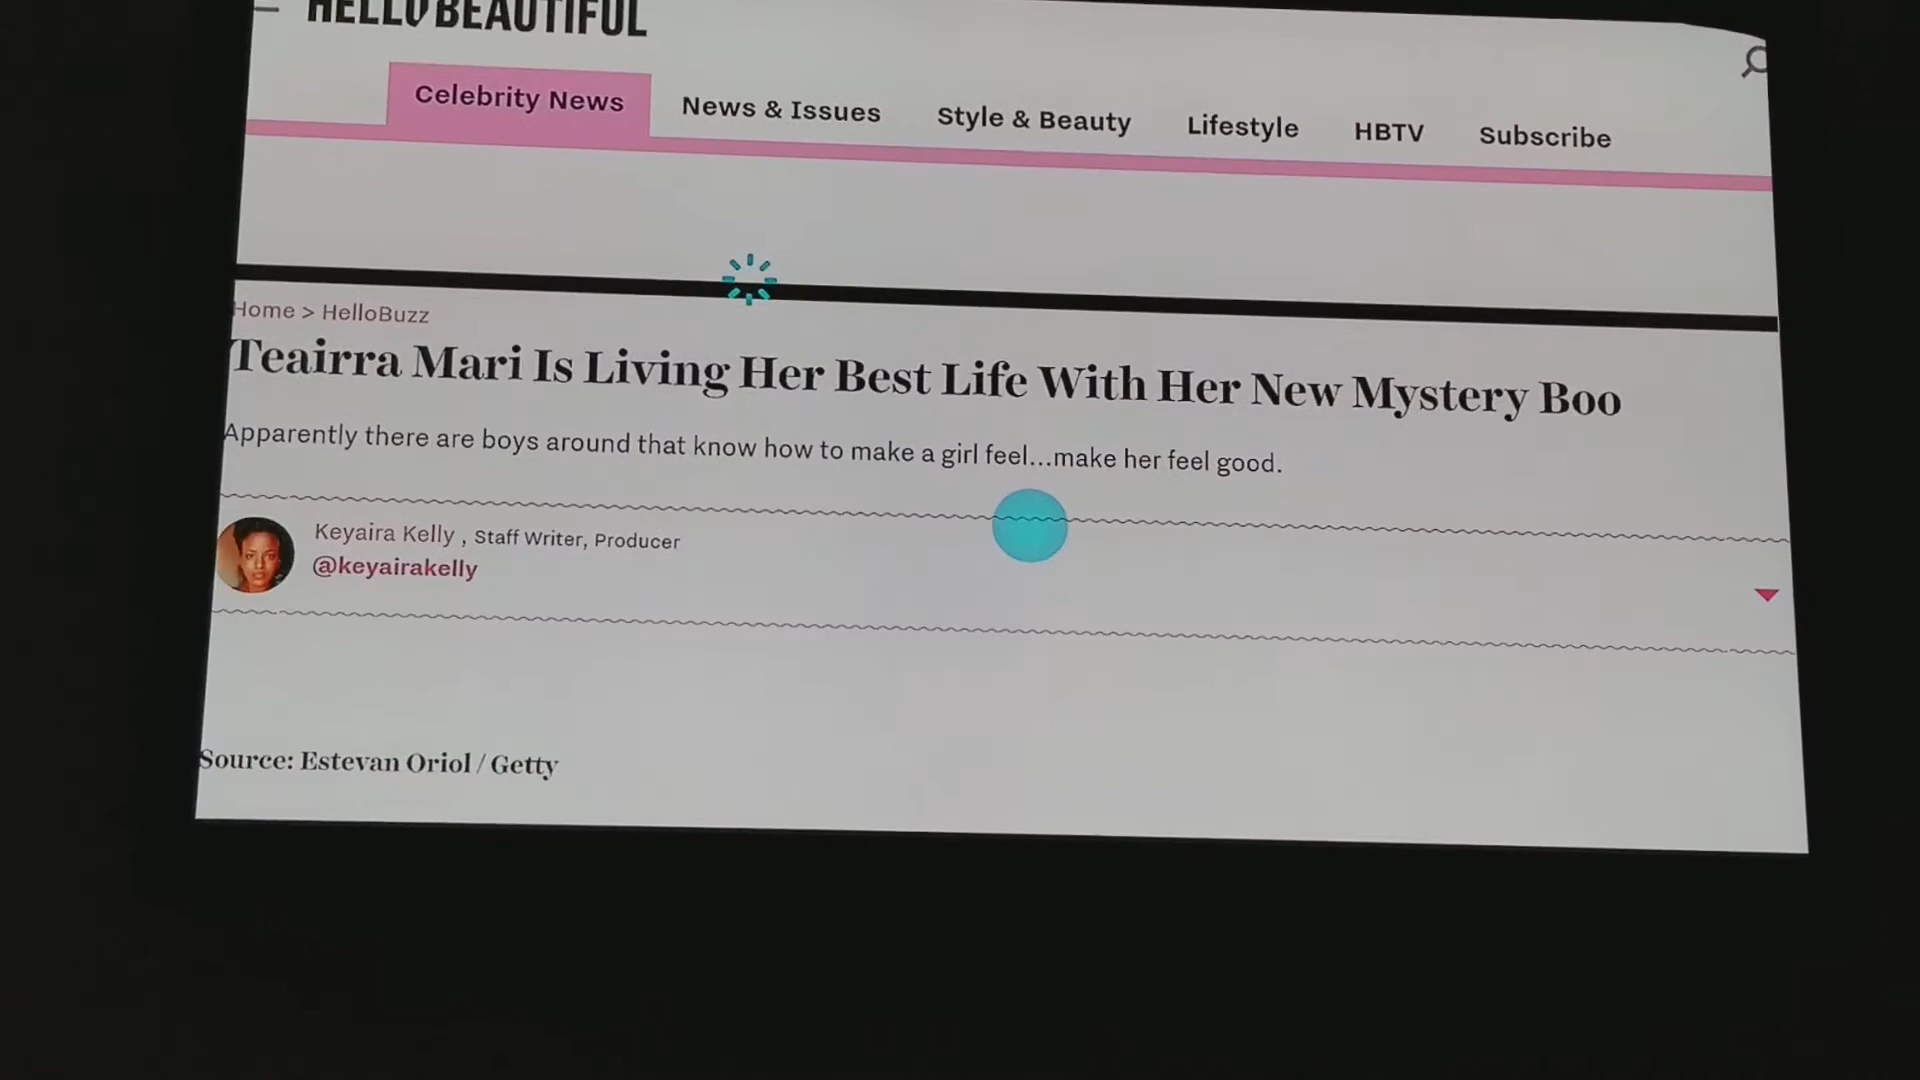 HELLO BEAUTIFUL
Celebrity News News & Issues Style & Beauty Lifestyle HBTV Subscribe
Home > HelloBuzz
Teairra Mari Is Living Her Best Life With Her New Mystery Boo
Apparently there are boys around that know how to make a girl feel...make her feel good.
Keyaira Kelly , Staff Writer, Producer
@keyairakelly
Source: Estevan Oriol / Getty